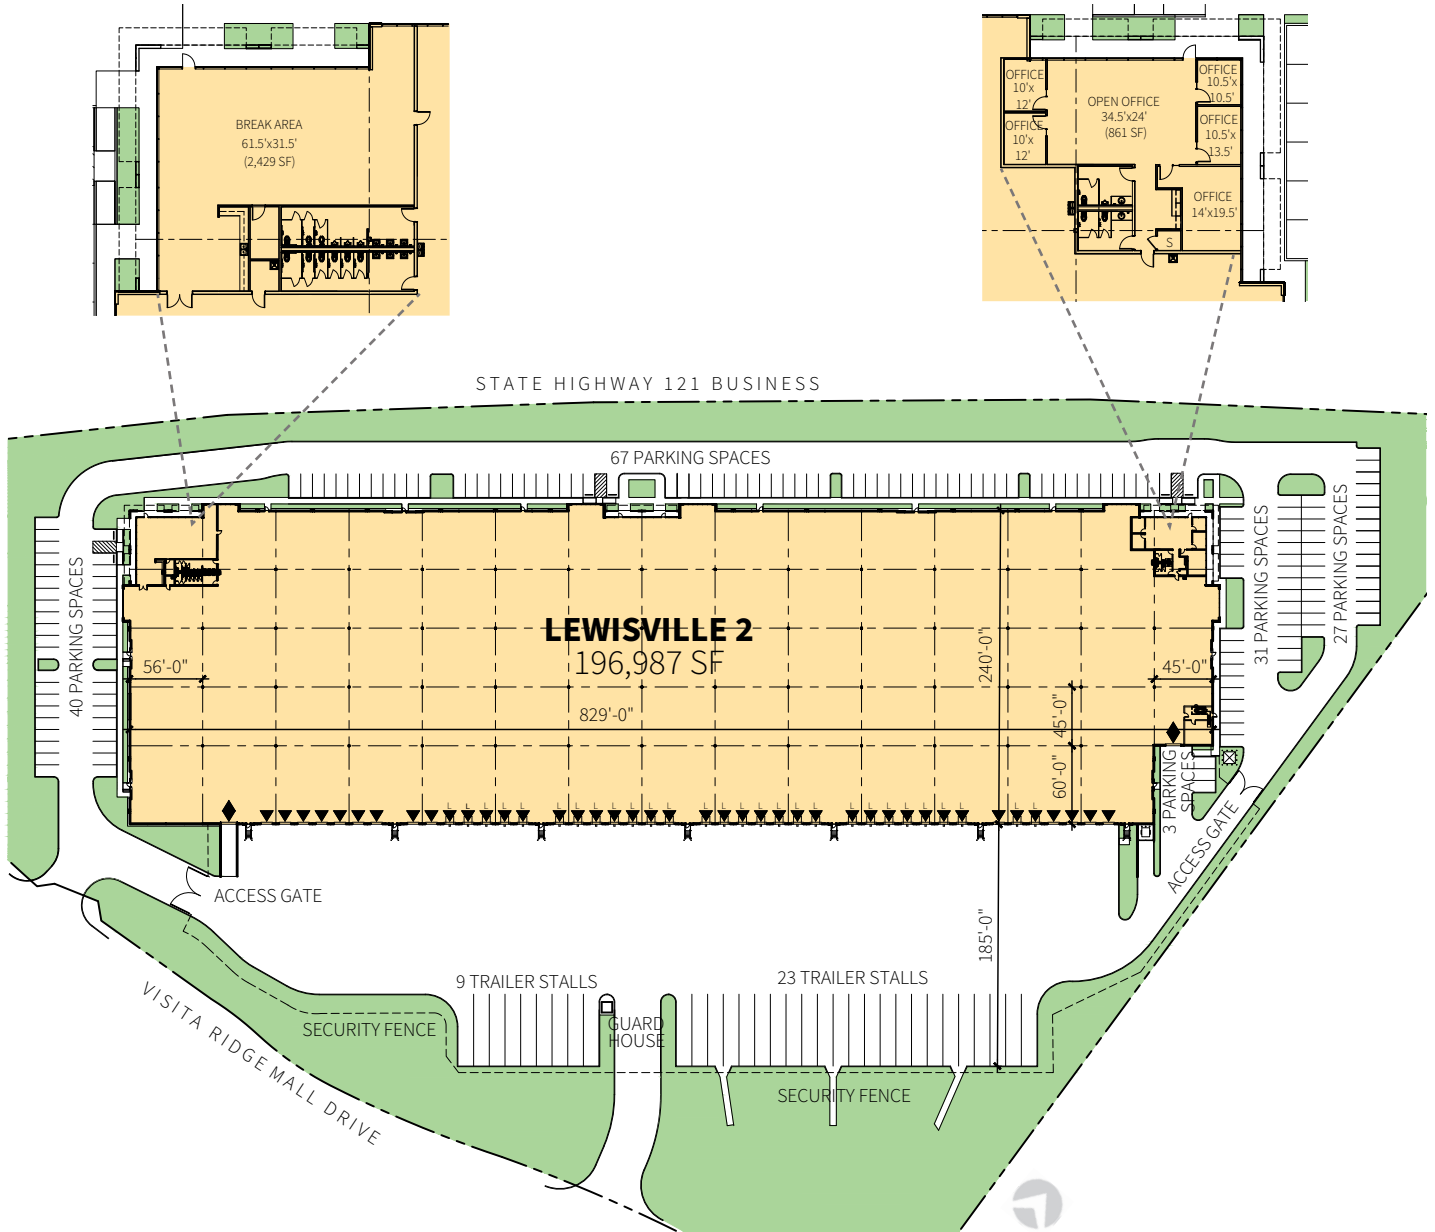 BREAK AREA
61.5'x31.5'
(2,429 SF)
OFFICE
10'x
12'
OFFICE
10'x
12'
OPEN OFFICE
34.5'x24'
(861 SF)
OFFICE
10.5'x
10.5'
OFFICE
10.5'x
13.5'
OFFICE
14'x19.5'
S
STATE HIGHWAY 121 BUSINESS
67 PARKING SPACES
40 PARKING SPACES
31 PARKING SPACES
27 PARKING SPACES
LEWISVILLE 2
196,987 SF
56'-0"
240'-0"
45'-0"
829'-0"
45'-0"
60'-0"
3 PARKING
SPACES
L L L L L
L L L L L L L
L L L L L L L
L L L L L L L
L L L
ACCESS GATE
ACCESS GATE
185'-0"
9 TRAILER STALLS
23 TRAILER STALLS
VISITA RIDGE MALL DRIVE
SECURITY FENCE
GUARD
HOUSE
SECURITY FENCE